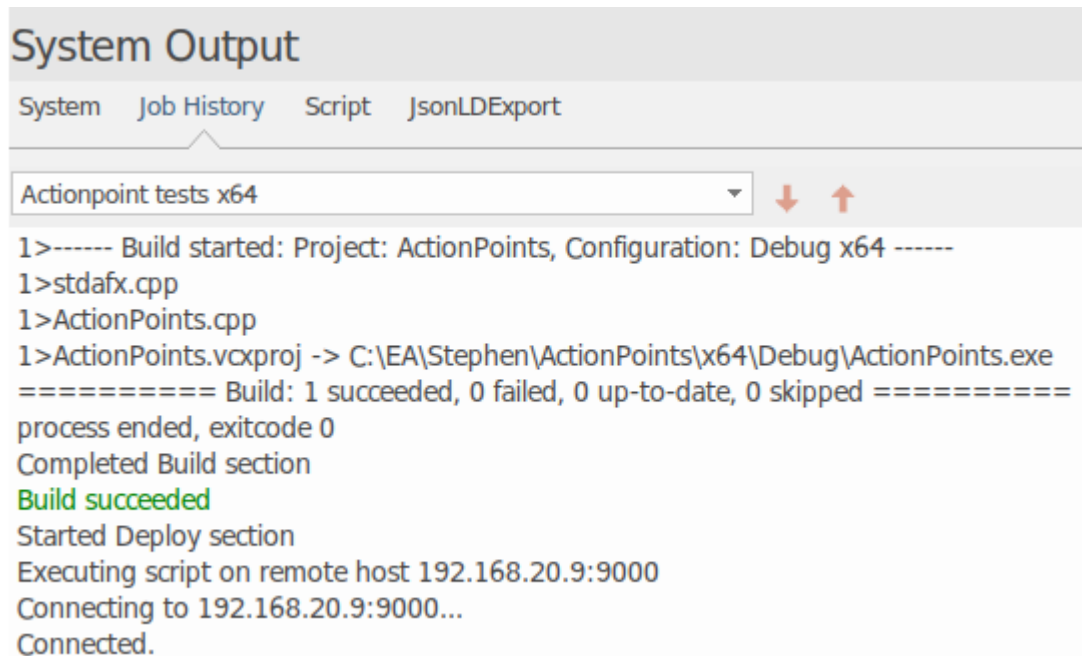 System Output
System Job History Script JsonLDExport
Actionpoint tests x64
1>------ Build started: Project: ActionPoints, Configuration: Debug x64 ------
1>stdafx.cpp
1>ActionPoints.cpp
1>ActionPoints.vcxproj -> C:\EA\Stephen\ActionPoints\x64\Debug\ActionPoints.exe
========== Build: 1 succeeded, 0 failed, 0 up-to-date, 0 skipped ==========
process ended, exitcode 0
Completed Build section
Build succeeded
Started Deploy section
Executing script on remote host 192.168.20.9:9000
Connecting to 192.168.20.9:9000...
Connected.